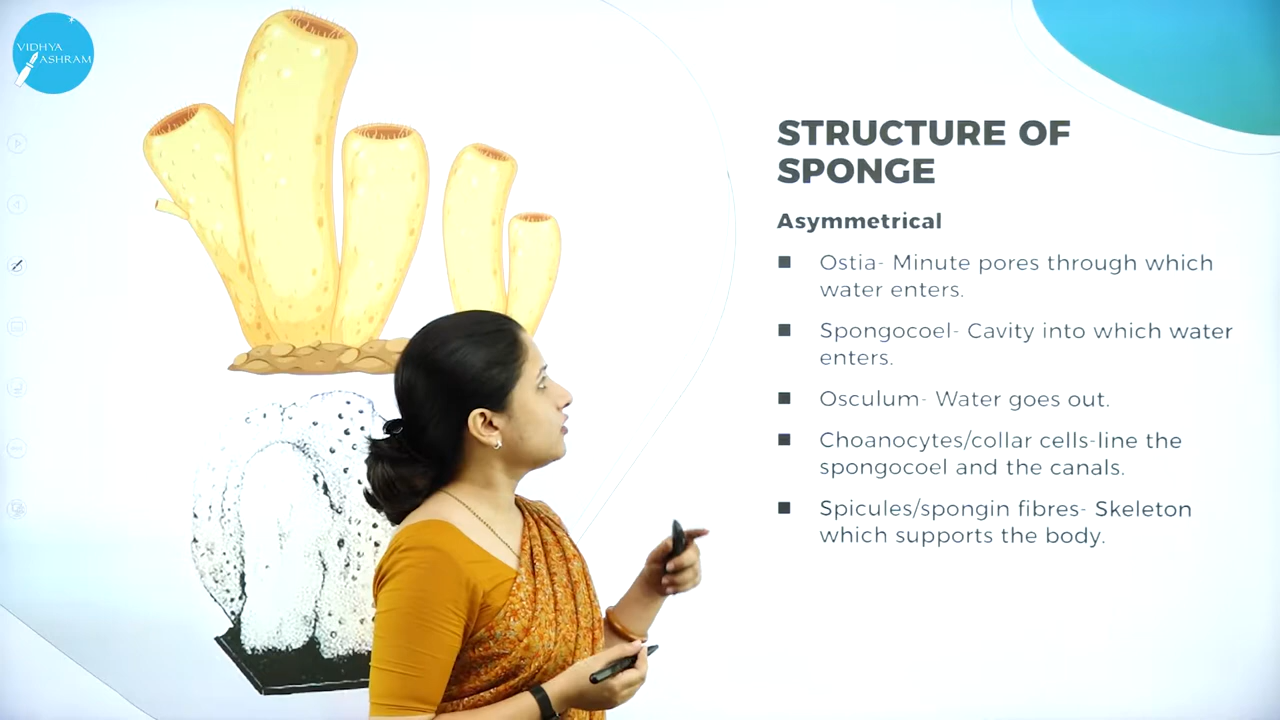 VIDHYA
ASHRAM
STRUCTURE OF
SPONGE
Asymmetrical
Ostia- Minute pores through which
water enters.
Spongocoel- Cavity into which water
enters.
Osculum- Water goes out.
Choanocytes/collar cells-line the
spongocoel and the canals.
Spicules/spongin fibres- Skeleton
which supports the body.